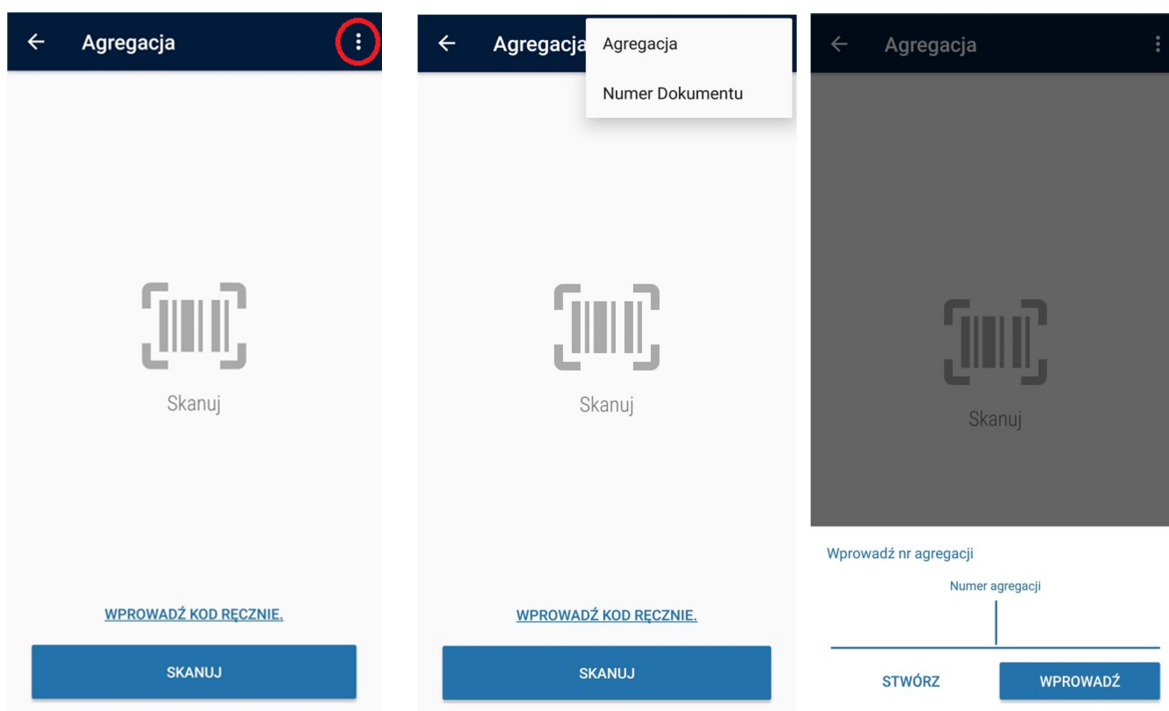 Agregacja
Skanuj
WPROWADŹ KOD RĘCZNIE.
SKANUJ
Agregacja
Agregacja
Numer Dokumentu
Skanuj
WPROWADŹ KOD RĘCZNIE.
SKANUJ
Agregacja
Skanuj
Wprowadź nr agregacji
Numer agregacji
STWÓRZ
WPROWADŹ